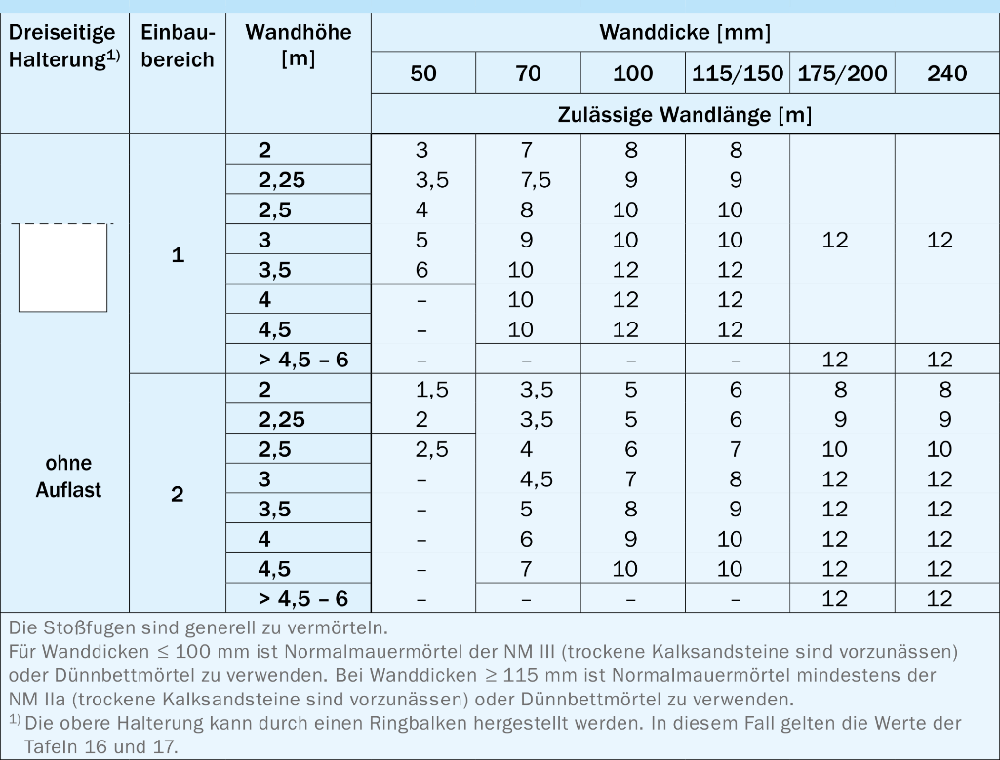 Dreiseitige Einbau- Wandhöhe Wanddicke [mm]
Halterung¹⁾ bereich [m]
50 70 100 115/150 175/200 240
Zulässige Wandlänge [m]
2 3 7 8 8
2,25 3,5 7,5 9 9
2,5 4 8 10 10
1 3 5 9 10 10 12 12
3,5 6 10 12 12
4 – 10 12 12
4,5 – 10 12 12
> 4,5 – 6 – – – – 12 12
2 1,5 3,5 5 6 8 8
2,25 2 3,5 5 6 9 9
ohne 2,5 2,5 4 6 7 10 10
Auflast 2 3 – 4,5 7 8 12 12
3,5 – 5 8 9 12 12
4 – 6 9 10 12 12
4,5 – 7 10 10 12 12
> 4,5 – 6 – – – – 12 12
Die Stoßfugen sind generell zu vermörteln.
Für Wanddicken ≤ 100 mm ist Normalmauermörtel der NM III (trockene Kalksandsteine sind vorzunässen)
oder Dünnbettmörtel zu verwenden. Bei Wanddicken ≥ 115 mm ist Normalmauermörtel mindestens der
NM IIa (trockene Kalksandsteine sind vorzunässen) oder Dünnbettmörtel zu verwenden.
¹⁾ Die obere Halterung kann durch einen Ringbalken hergestellt werden. In diesem Fall gelten die Werte der
Tafeln 16 und 17.